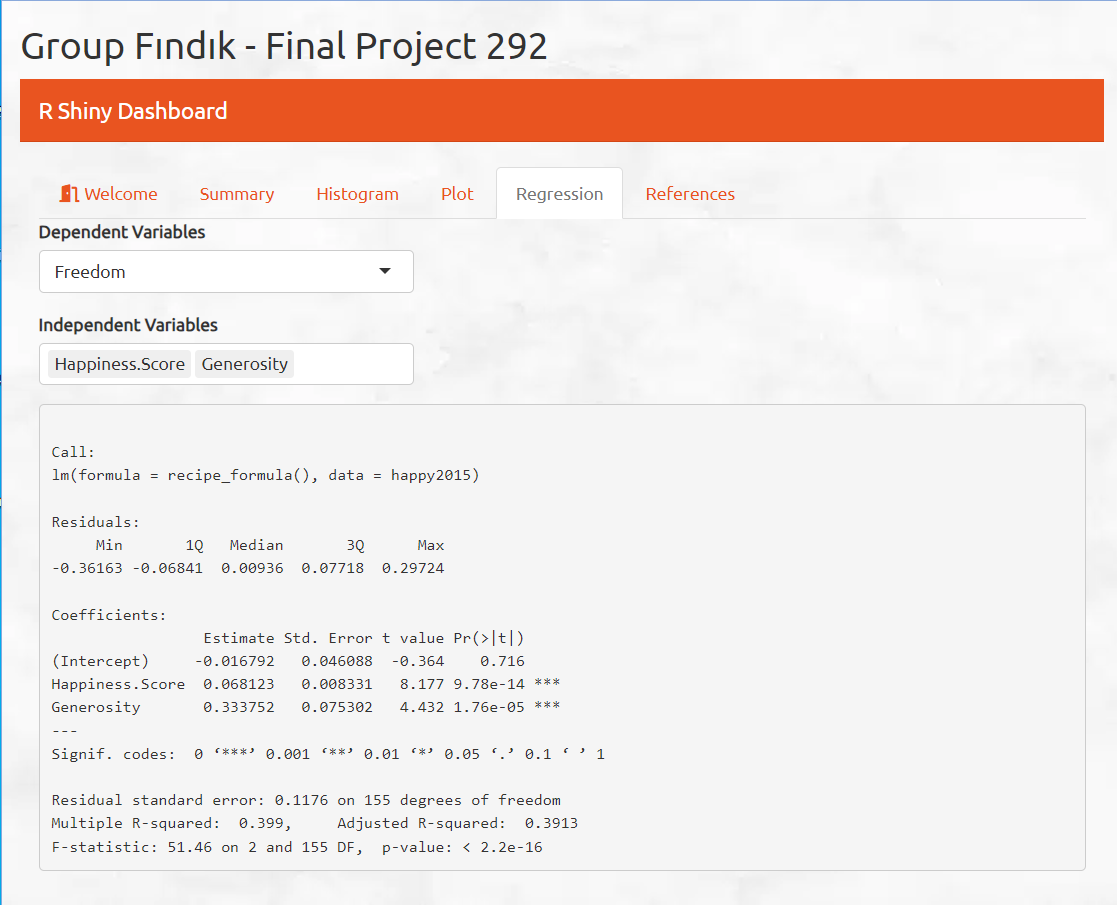 Group Fındık - Final Project 292
R Shiny Dashboard
Welcome Summary Histogram Plot Regression References
Dependent Variables
Freedom
Independent Variables
Happiness.Score Generosity
Call:
lm(formula = recipe_formula(), data = happy2015)
Residuals:
Min 1Q Median 3Q Max
-0.36163 -0.06841 0.00936 0.07718 0.29724
Coefficients:
Estimate Std. Error t value Pr(>|t|)
(Intercept) -0.016792 0.046088 -0.364 0.716
Happiness.Score 0.068123 0.008331 8.177 9.78e-14 ***
Generosity 0.333752 0.075302 4.432 1.76e-05 ***
---
Signif. codes: 0 ‘***’ 0.001 ‘**’ 0.01 ‘*’ 0.05 ‘.’ 0.1 ‘ ’ 1
Residual standard error: 0.1176 on 155 degrees of freedom
Multiple R-squared: 0.399, Adjusted R-squared: 0.3913
F-statistic: 51.46 on 2 and 155 DF, p-value: < 2.2e-16